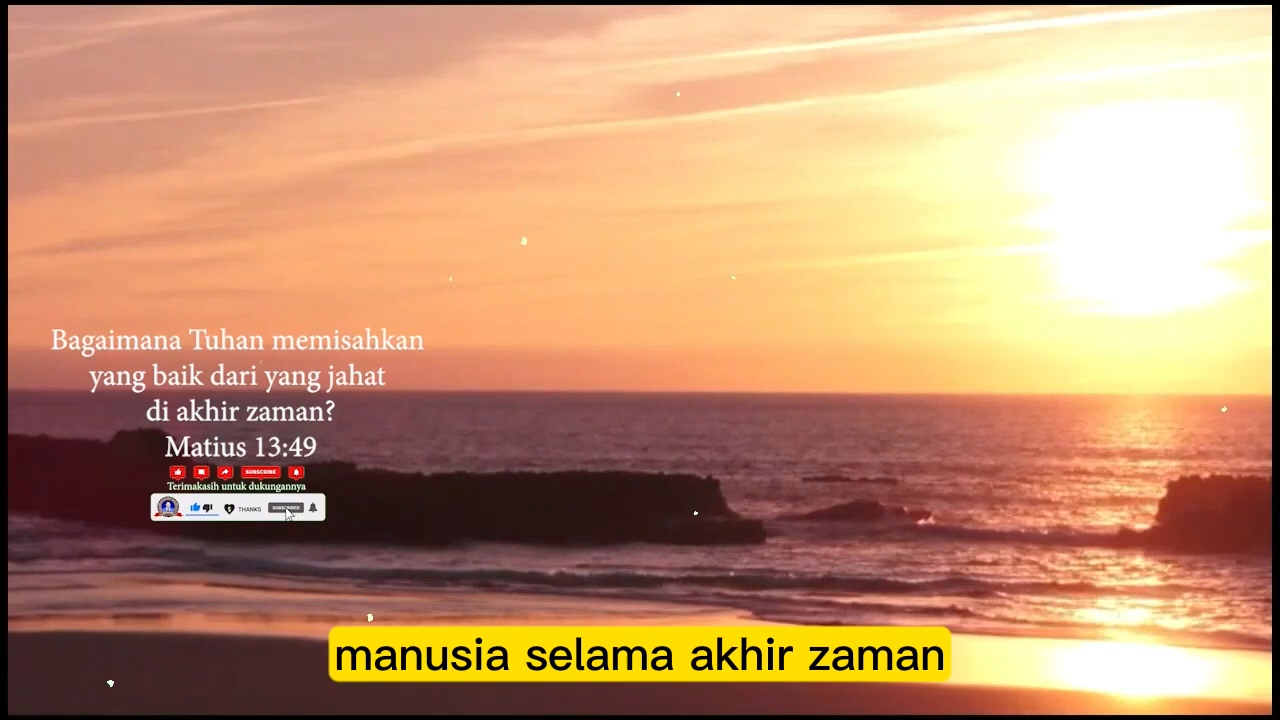 Bagaimana Tuhan memisahkan
yang baik dari yang jahat
di akhir zaman?
Matius 13:49
SUBSCRIBE
Terimakasih untuk dukungannya
THANKS SUBSCRIBED
manusia selama akhir zaman